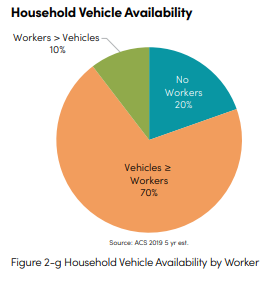 Household Vehicle Availability
Workers > Vehicles
10%
No
Workers
20%
Vehicles ≥
Workers
70%
Source: ACS 2019 5 yr est.
Figure 2-g Household Vehicle Availability by Worker